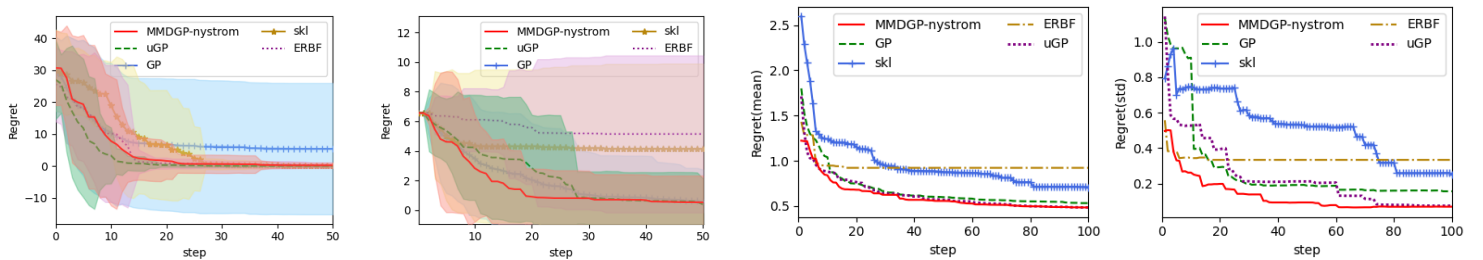 MMDGP-nystrom
uGP
GP
skl
ERBF
Regret
40
30
20
10
0
−10
0 10 20 30 40 50
step
MMDGP-nystrom
uGP
GP
skl
ERBF
Regret
12
10
8
6
4
2
0
10 20 30 40 50
step
MMDGP-nystrom
GP
skl
ERBF
uGP
Regret(mean)
2.5
2.0
1.5
1.0
0.5
0 20 40 60 80 100
step
MMDGP-nystrom
GP
skl
ERBF
uGP
Regret(std)
1.0
0.8
0.6
0.4
0.2
0 20 40 60 80 100
step